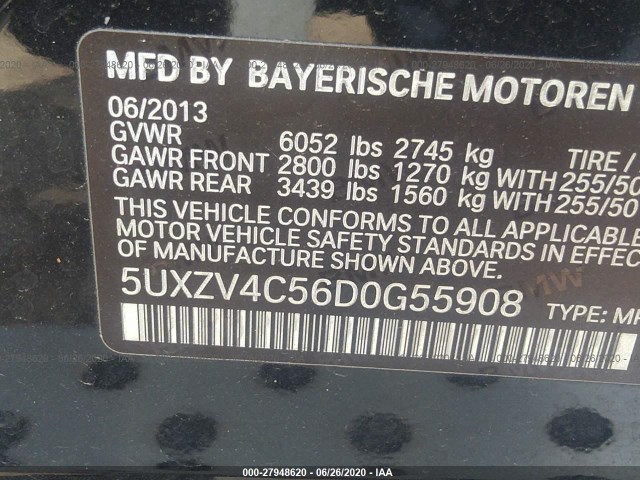 MFD BY BAYERISCHE MOTOREN
06/2013
GVWR 6052 lbs 2745 kg TIRE /
GAWR FRONT 2800 lbs 1270 kg WITH 255/50
GAWR REAR 3439 lbs 1560 kg WITH 255/50
THIS VEHICLE CONFORMS TO ALL APPLICABLE
MOTOR VEHICLE SAFETY STANDARDS IN EFFEC
OF MANUFACTURE SHOWN ABOVE.
5UXZV4C56D0G55908 TYPE: MP
000-27948620 - 06/26/2020 - IAA